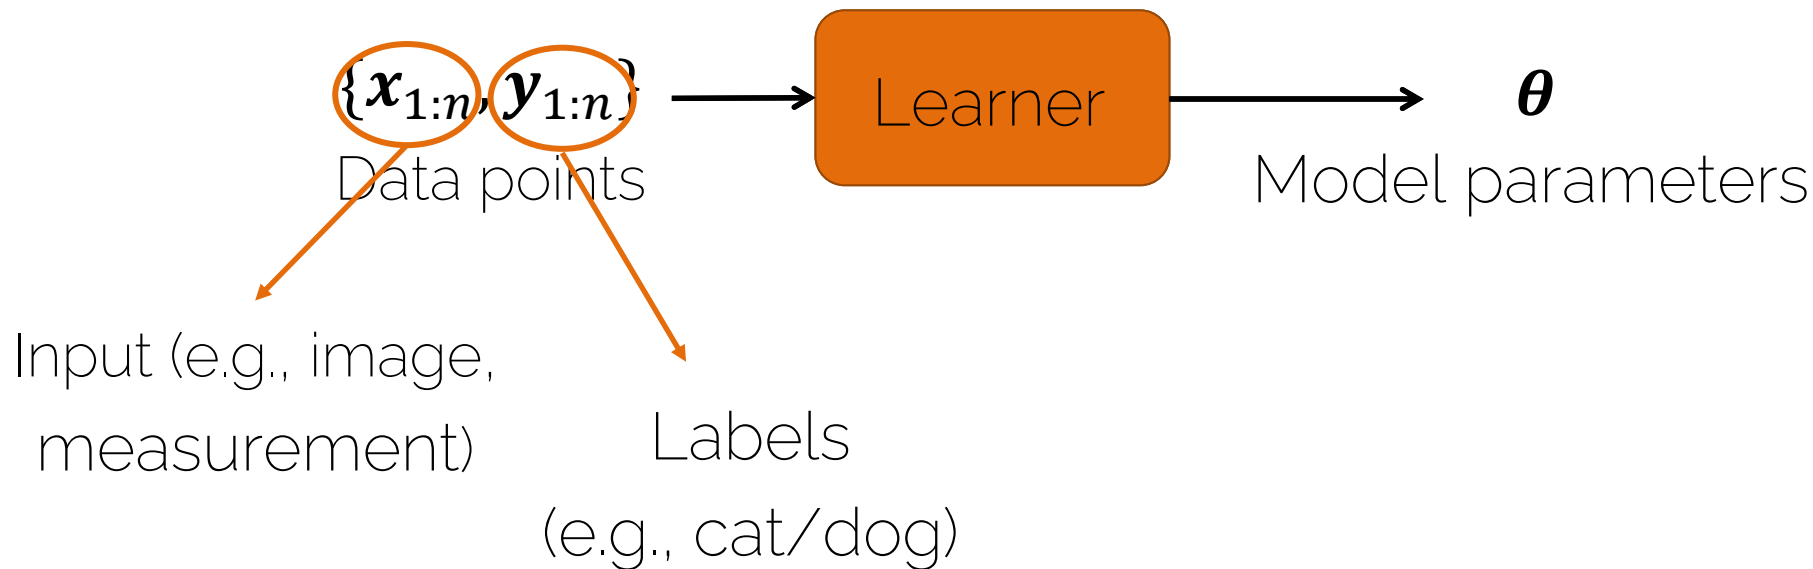 {x₁:ₙ, y₁:ₙ}
Learner
θ
Data points
Model parameters
Input (e.g., image,
measurement)
Labels
(e.g., cat/dog)